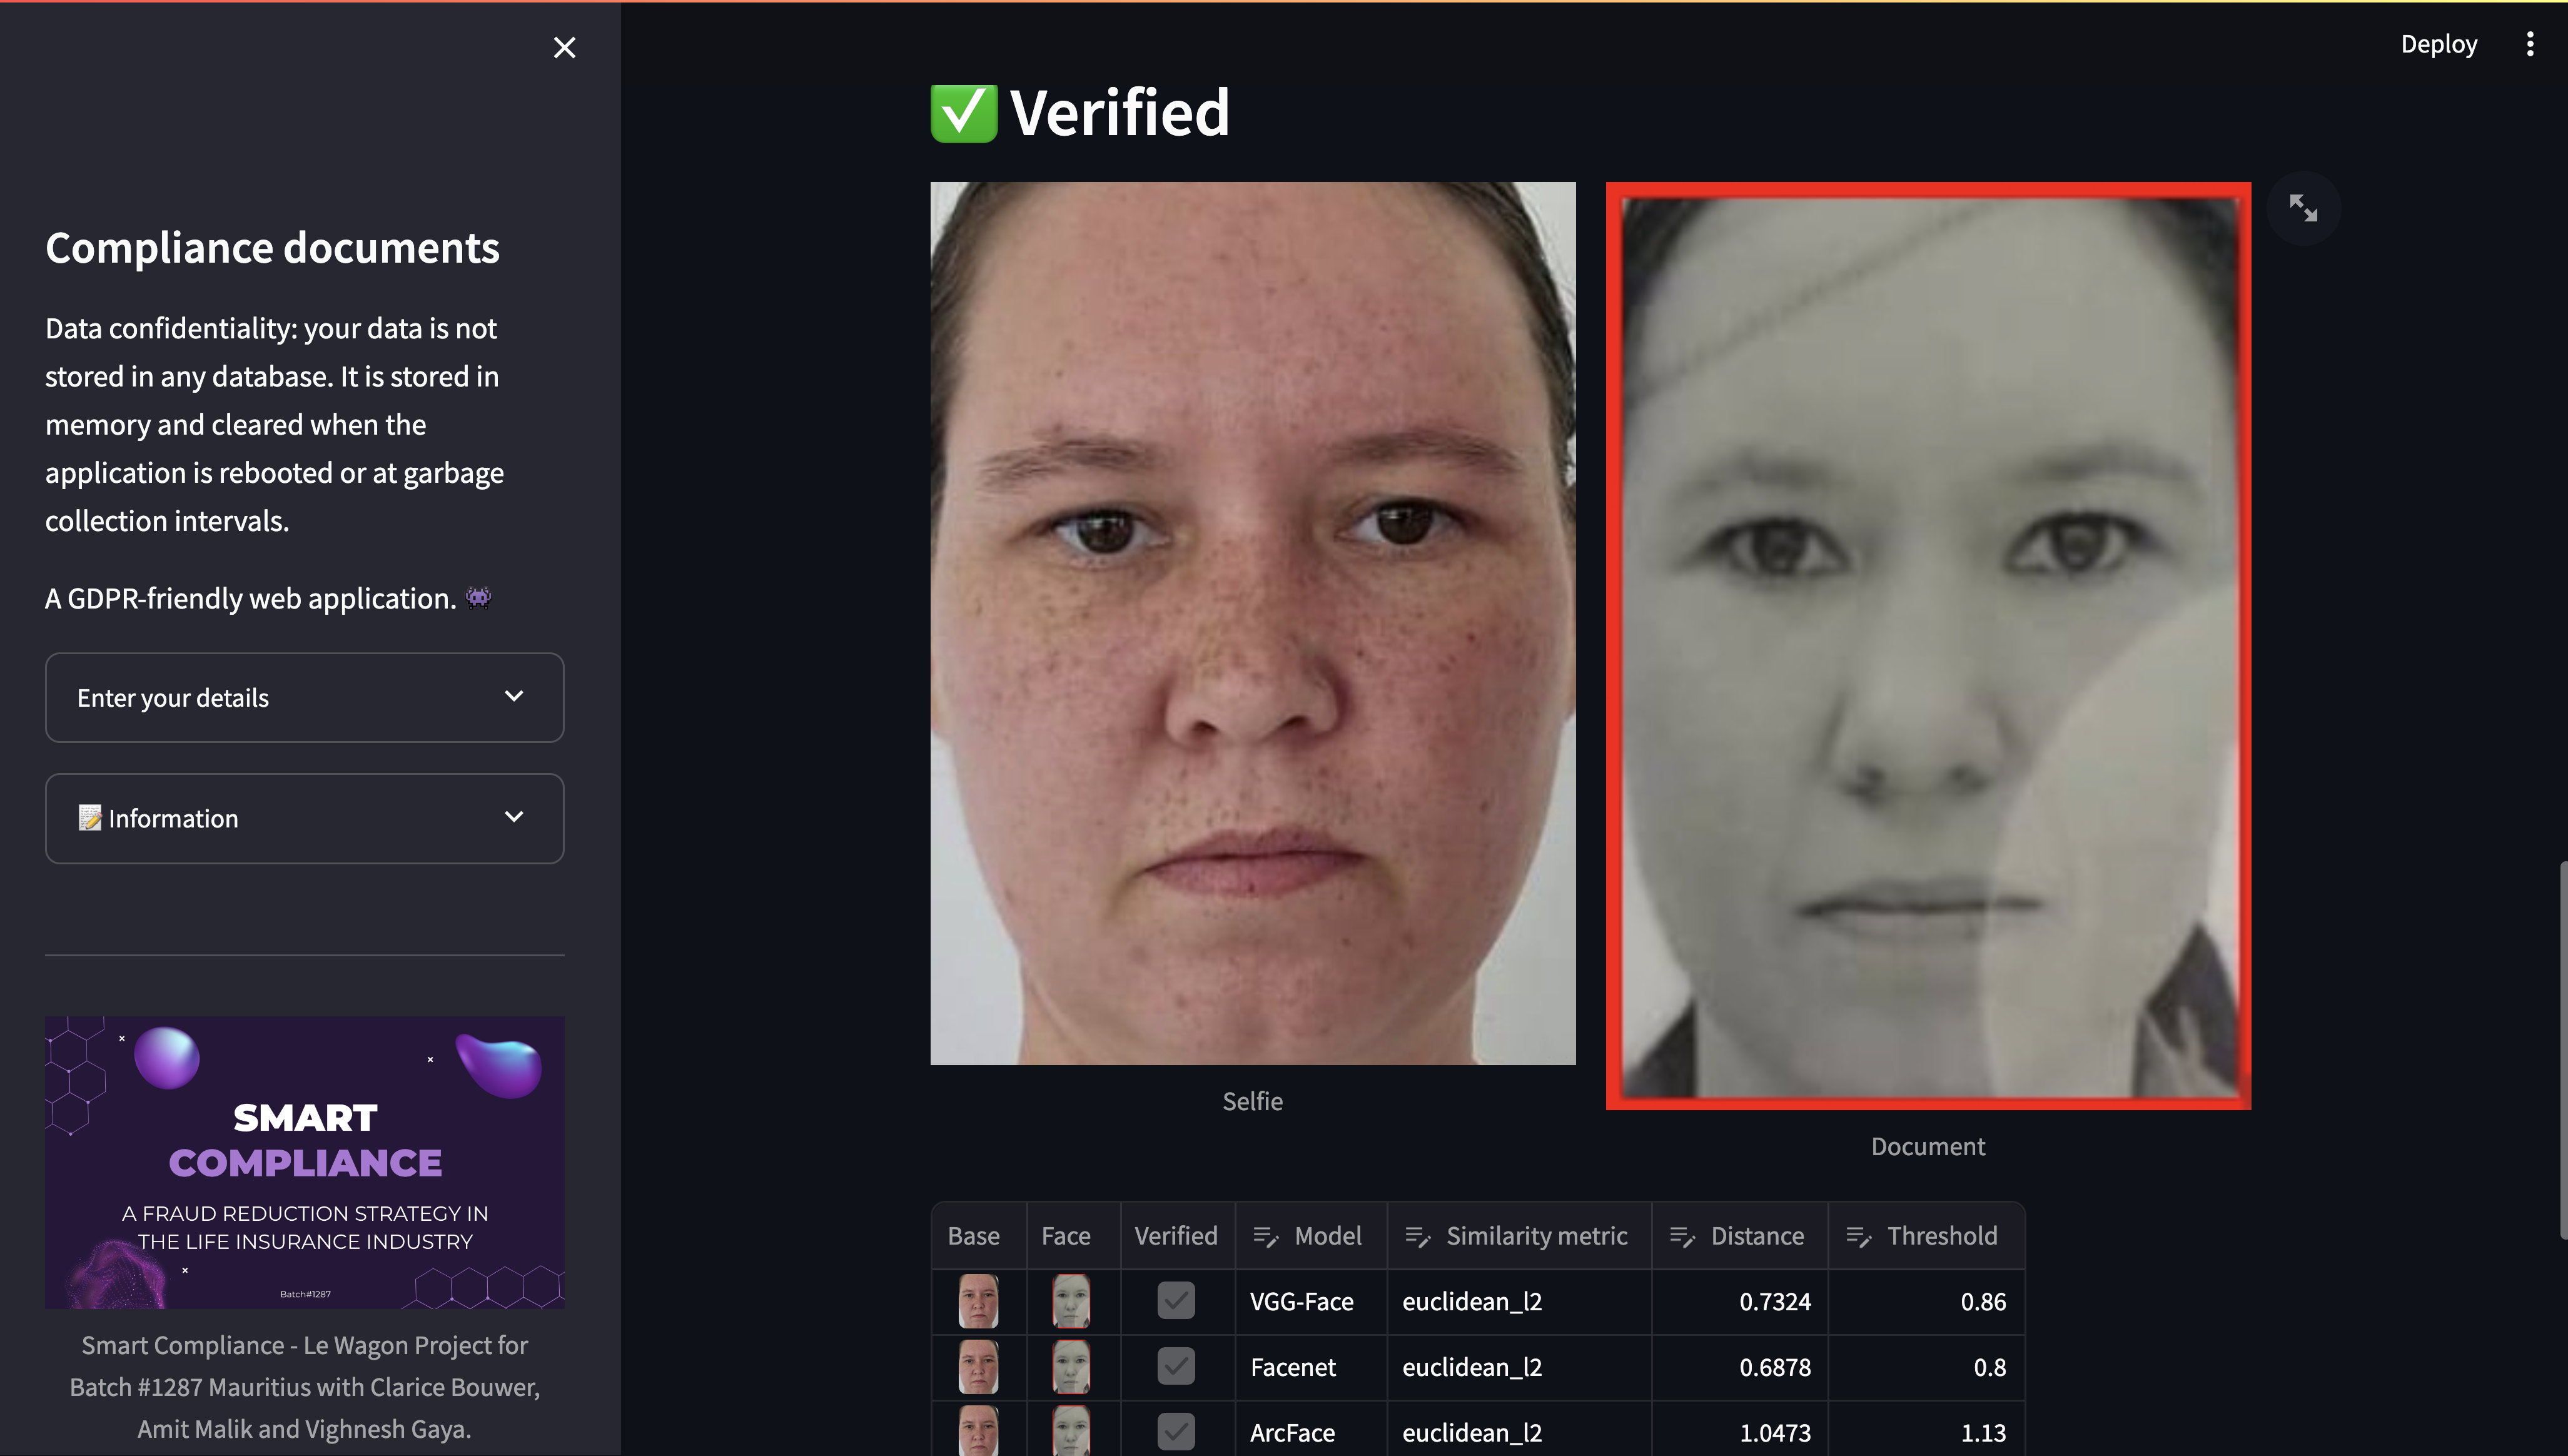 Deploy
Compliance documents
Data confidentiality: your data is not
stored in any database. It is stored in
memory and cleared when the
application is rebooted or at garbage
collection intervals.
A GDPR-friendly web application. 👾
Enter your details
📝 Information
SMART
COMPLIANCE
A FRAUD REDUCTION STRATEGY IN
THE LIFE INSURANCE INDUSTRY
Batch#1287
Smart Compliance - Le Wagon Project for
Batch #1287 Mauritius with Clarice Bouwer,
Amit Malik and Vighnesh Gaya.
✅ Verified
Selfie
Document
Base Face Verified Model Similarity metric Distance Threshold
VGG-Face euclidean_l2 0.7324 0.86
Facenet euclidean_l2 0.6878 0.8
ArcFace euclidean_l2 1.0473 1.13